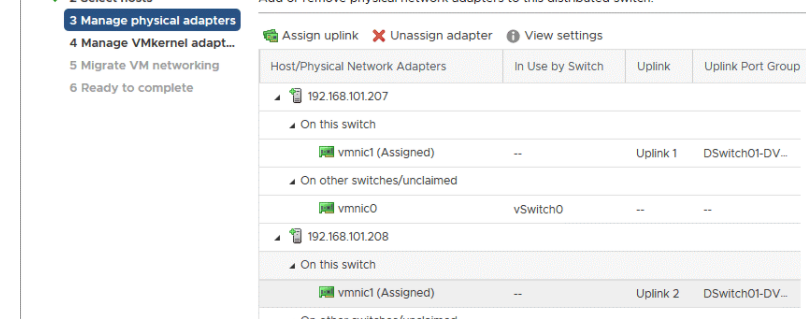 2 Select hosts
Add or remove physical network adapters to this distributed switch.
3 Manage physical adapters
4 Manage VMkernel adapt...
5 Migrate VM networking
6 Ready to complete
Assign uplink Unassign adapter View settings
Host/Physical Network Adapters In Use by Switch Uplink Uplink Port Group
192.168.101.207
On this switch
vmnic1 (Assigned) -- Uplink 1 DSwitch01-DV...
On other switches/unclaimed
vmnic0 vSwitch0 -- --
192.168.101.208
On this switch
vmnic1 (Assigned) -- Uplink 2 DSwitch01-DV...
On other switches/unclaimed